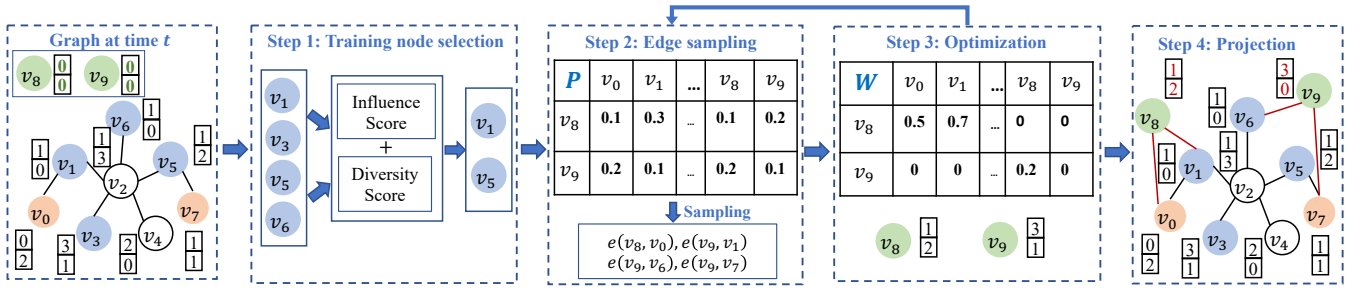 Graph at time t
v8 0 0 v9 0 0
v6 1 0
v1 1 0
1 3
v2
v5 1 2
v0 0 2
v3 3 1
v4 2 0
v7 1 1
Step 1: Training node selection
v1
v3
v5
v6
Influence Score
+
Diversity Score
v1
v5
Step 2: Edge sampling
P v0 v1 ... v8 v9
v8 0.1 0.3 ... 0.1 0.2
v9 0.2 0.1 ... 0.2 0.1
Sampling
e(v8, v0), e(v9, v1)
e(v9, v6), e(v9, v7)
Step 3: Optimization
W v0 v1 ... v8 v9
v8 0.5 0.7 ... 0 0
v9 0 0 ... 0.2 0
v8 1 2 v9 3 1
Step 4: Projection
1 2
3 0
v8
v9
v6 1 0
v1 1 0
1 3
v2
v5 1 2
v0 0 2
v3 3 1
v4 2 0
v7 1 1